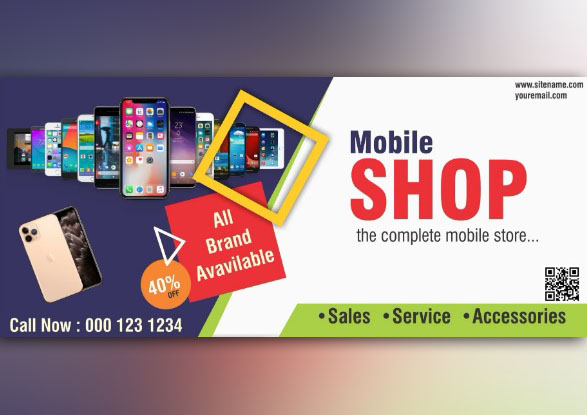 www.sitename.com
youremail.com
Mobile
SHOP
the complete mobile store...
All
Brand
Avavilable
40%
OFF
Call Now : 000 123 1234
• Sales • Service • Accessories